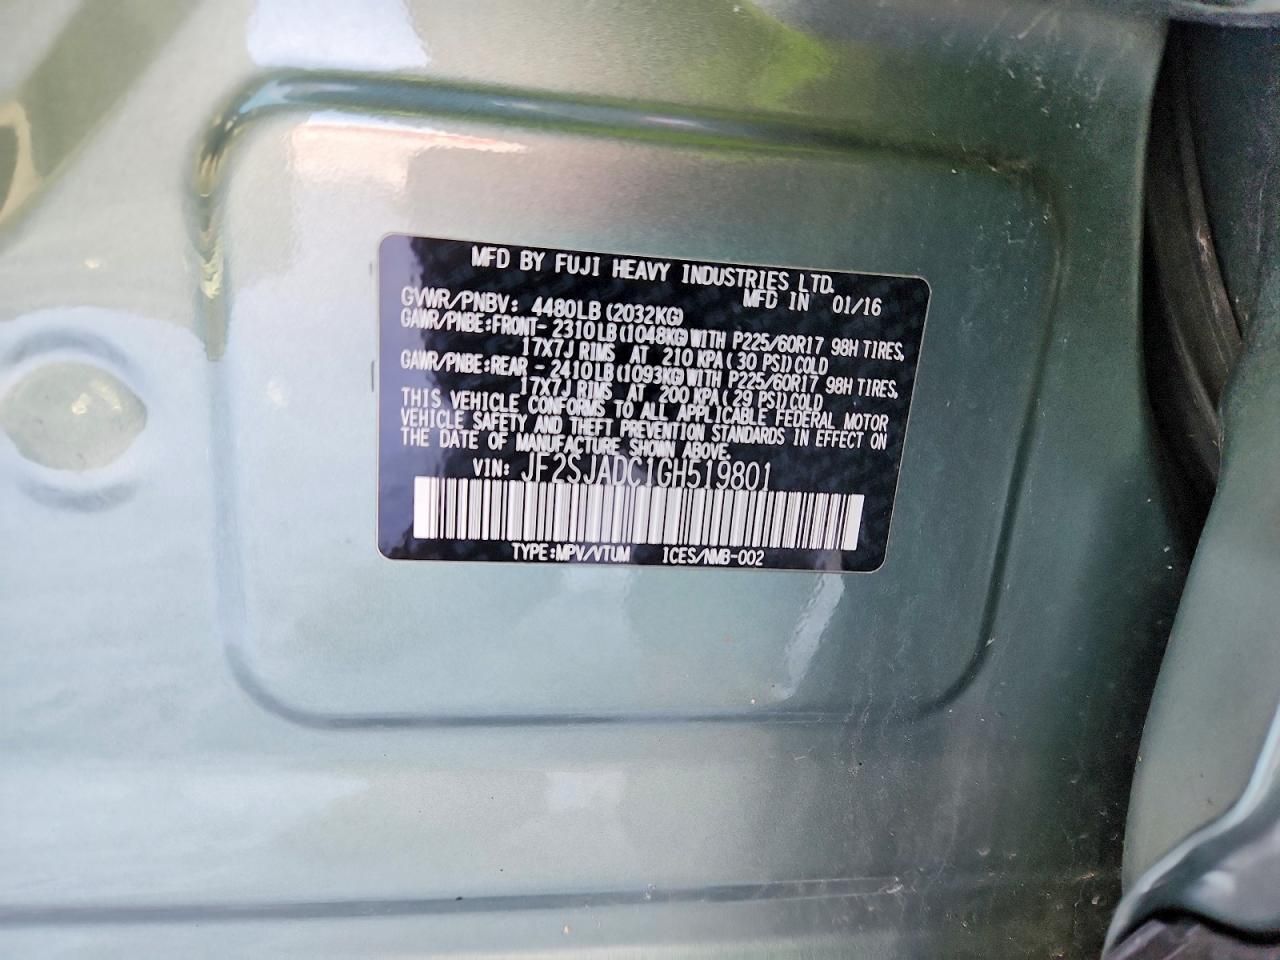 MFD BY FUJI HEAVY INDUSTRIES LTD.
MFD IN 01/16
GVWR/PNBV: 4480LB(2032KG)
GAWR/PNBE:FRONT- 2310LB(1048KG)WITH P225/60R17 98H TIRES,
17X7J RIMS AT 210 KPA(30 PSI)COLD
GAWR/PNBE:REAR - 2410LB(1093KG)WITH P225/60R17 98H TIRES,
17X7J RIMS AT 200 KPA(29 PSI)COLD
THIS VEHICLE CONFORMS TO ALL APPLICABLE FEDERAL MOTOR
VEHICLE SAFETY AND THEFT PREVENTION STANDARDS IN EFFECT ON
THE DATE OF MANUFACTURE SHOWN ABOVE.
VIN: JF2SJADC1GH519801
TYPE:MPV/VTUM ICES/NMB-002